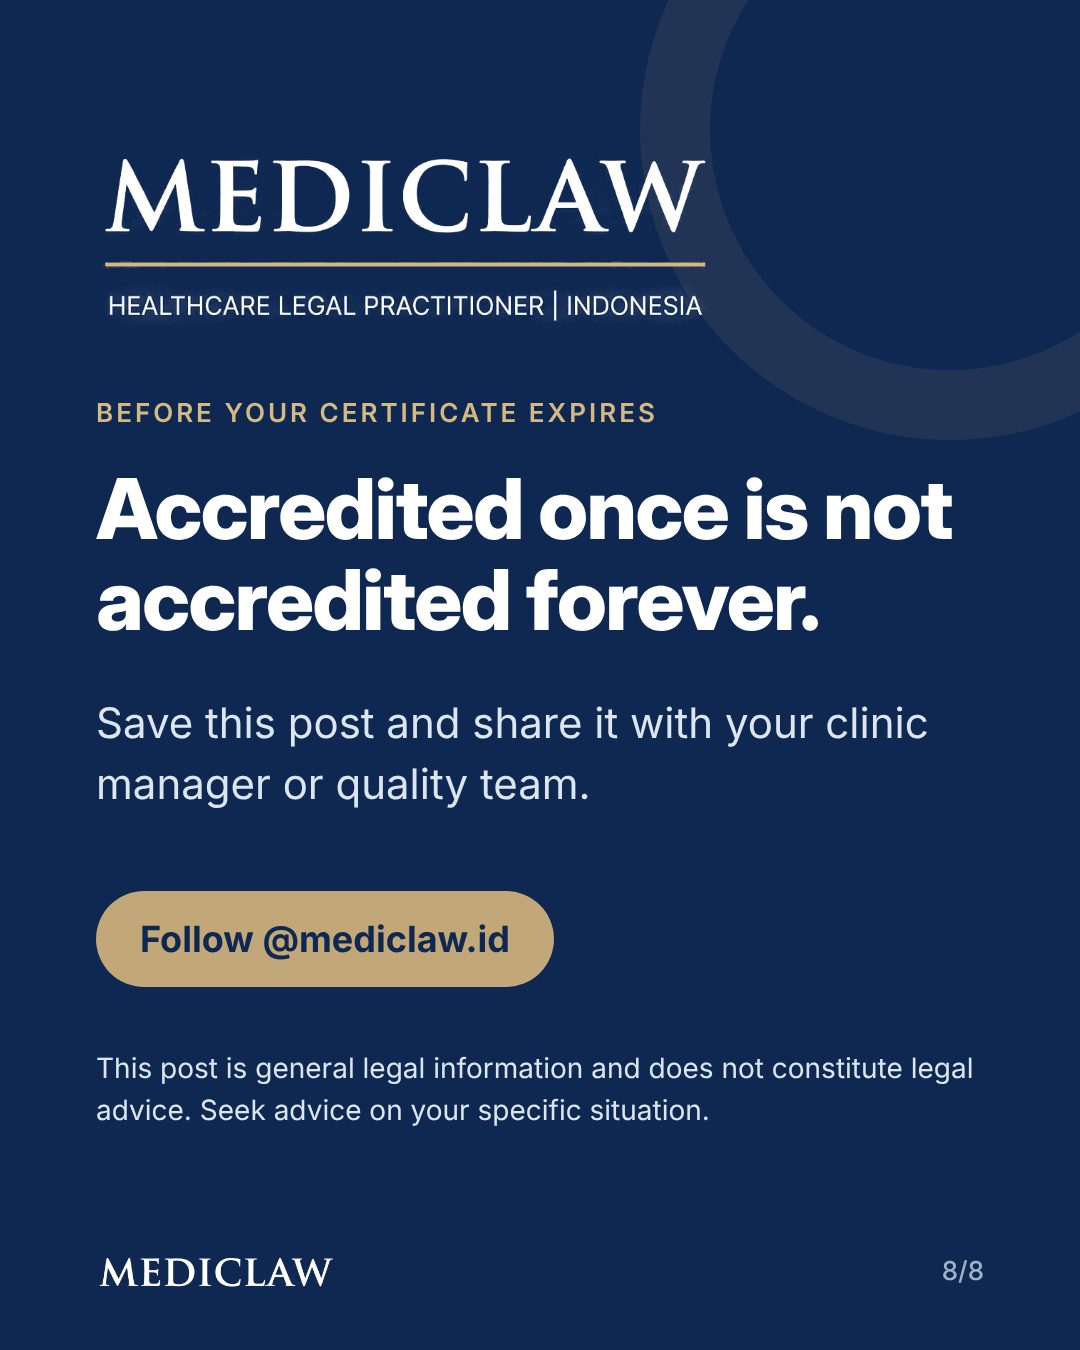 MEDICLAW
HEALTHCARE LEGAL PRACTITIONER | INDONESIA
BEFORE YOUR CERTIFICATE EXPIRES
Accredited once is not
accredited forever.
Save this post and share it with your clinic
manager or quality team.
Follow @mediclaw.id
This post is general legal information and does not constitute legal
advice. Seek advice on your specific situation.
MEDICLAW
8/8